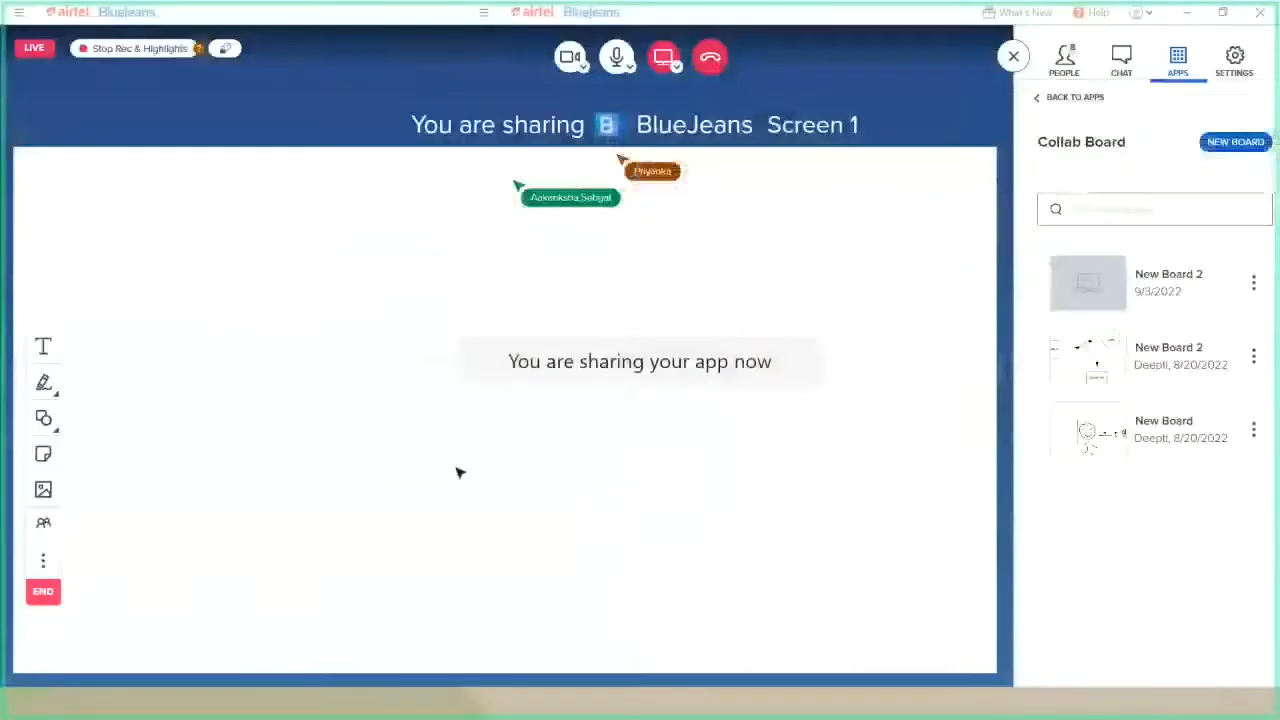 airtel BlueJeans
airtel BlueJeans
What's New
Help
LIVE
Stop Rec & Highlights
8
PEOPLE
CHAT
APPS
SETTINGS
BACK TO APPS
You are sharing B BlueJeans Screen 1
Collab Board
NEW BOARD
Priyanka
New Board 2
9/3/2022
New Board 2
Deepti, 8/20/2022
New Board
Deepti, 8/20/2022
You are sharing your app now
T
END